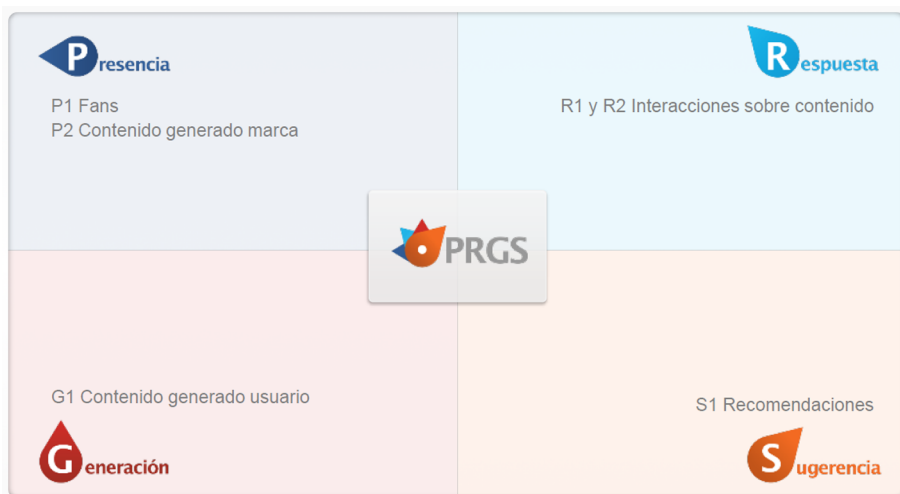 Presencia
P1 Fans
P2 Contenido generado marca
Respuesta
R1 y R2 Interacciones sobre contenido
PRGS
G1 Contenido generado usuario
Generación
S1 Recomendaciones
Sugerencia